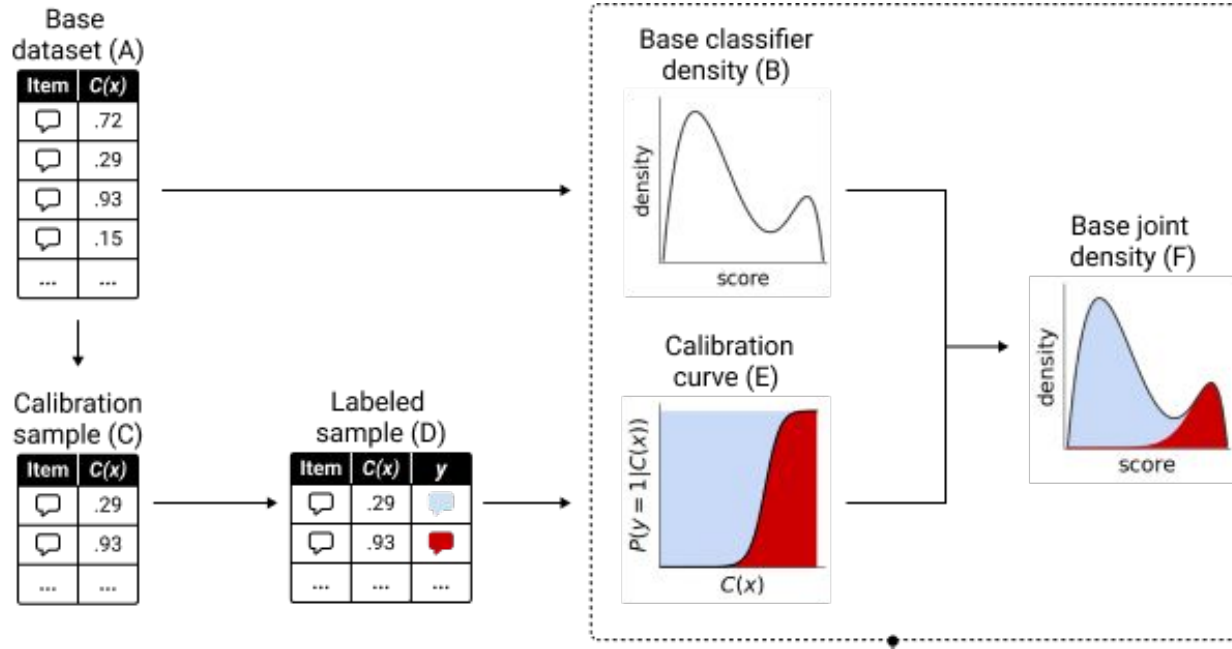 Base
dataset (A)
Item C(x)
.72
.29
.93
.15
... ...
Base classifier
density (B)
density
score
Base joint
density (F)
density
score
Calibration
sample (C)
Item C(x)
.29
.93
... ...
Labeled
sample (D)
Item C(x) y
.29
.93
... ... ...
Calibration
curve (E)
P(y = 1|C(x))
C(x)